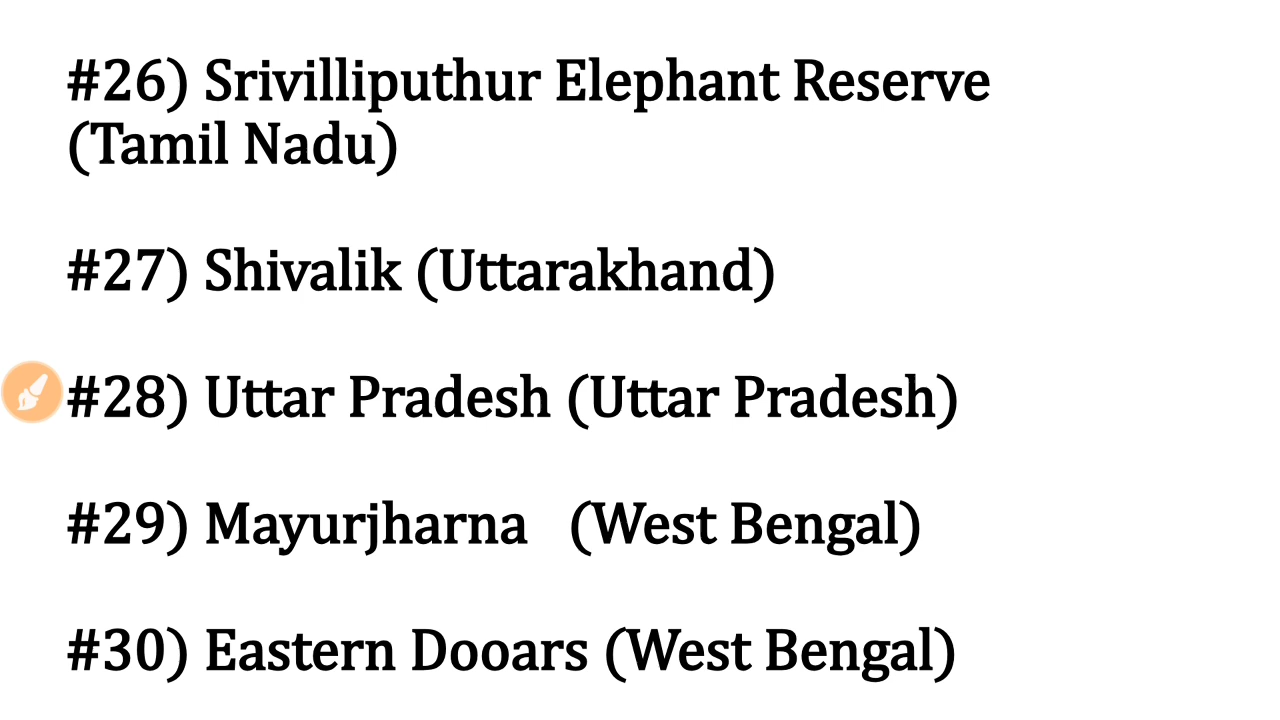 #26) Srivilliputhur Elephant Reserve
(Tamil Nadu)
#27) Shivalik (Uttarakhand)
#28) Uttar Pradesh (Uttar Pradesh)
#29) Mayurjharna (West Bengal)
#30) Eastern Dooars (West Bengal)